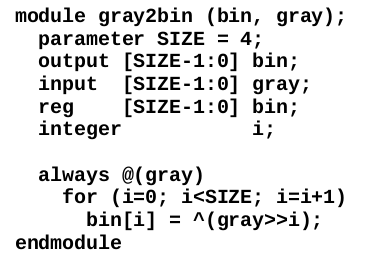 module gray2bin (bin, gray);
  parameter SIZE = 4;
  output [SIZE-1:0] bin;
  input  [SIZE-1:0] gray;
  reg    [SIZE-1:0] bin;
  integer           i;

  always @(gray)
    for (i=0; i<SIZE; i=i+1)
      bin[i] = ^(gray>>i);
endmodule